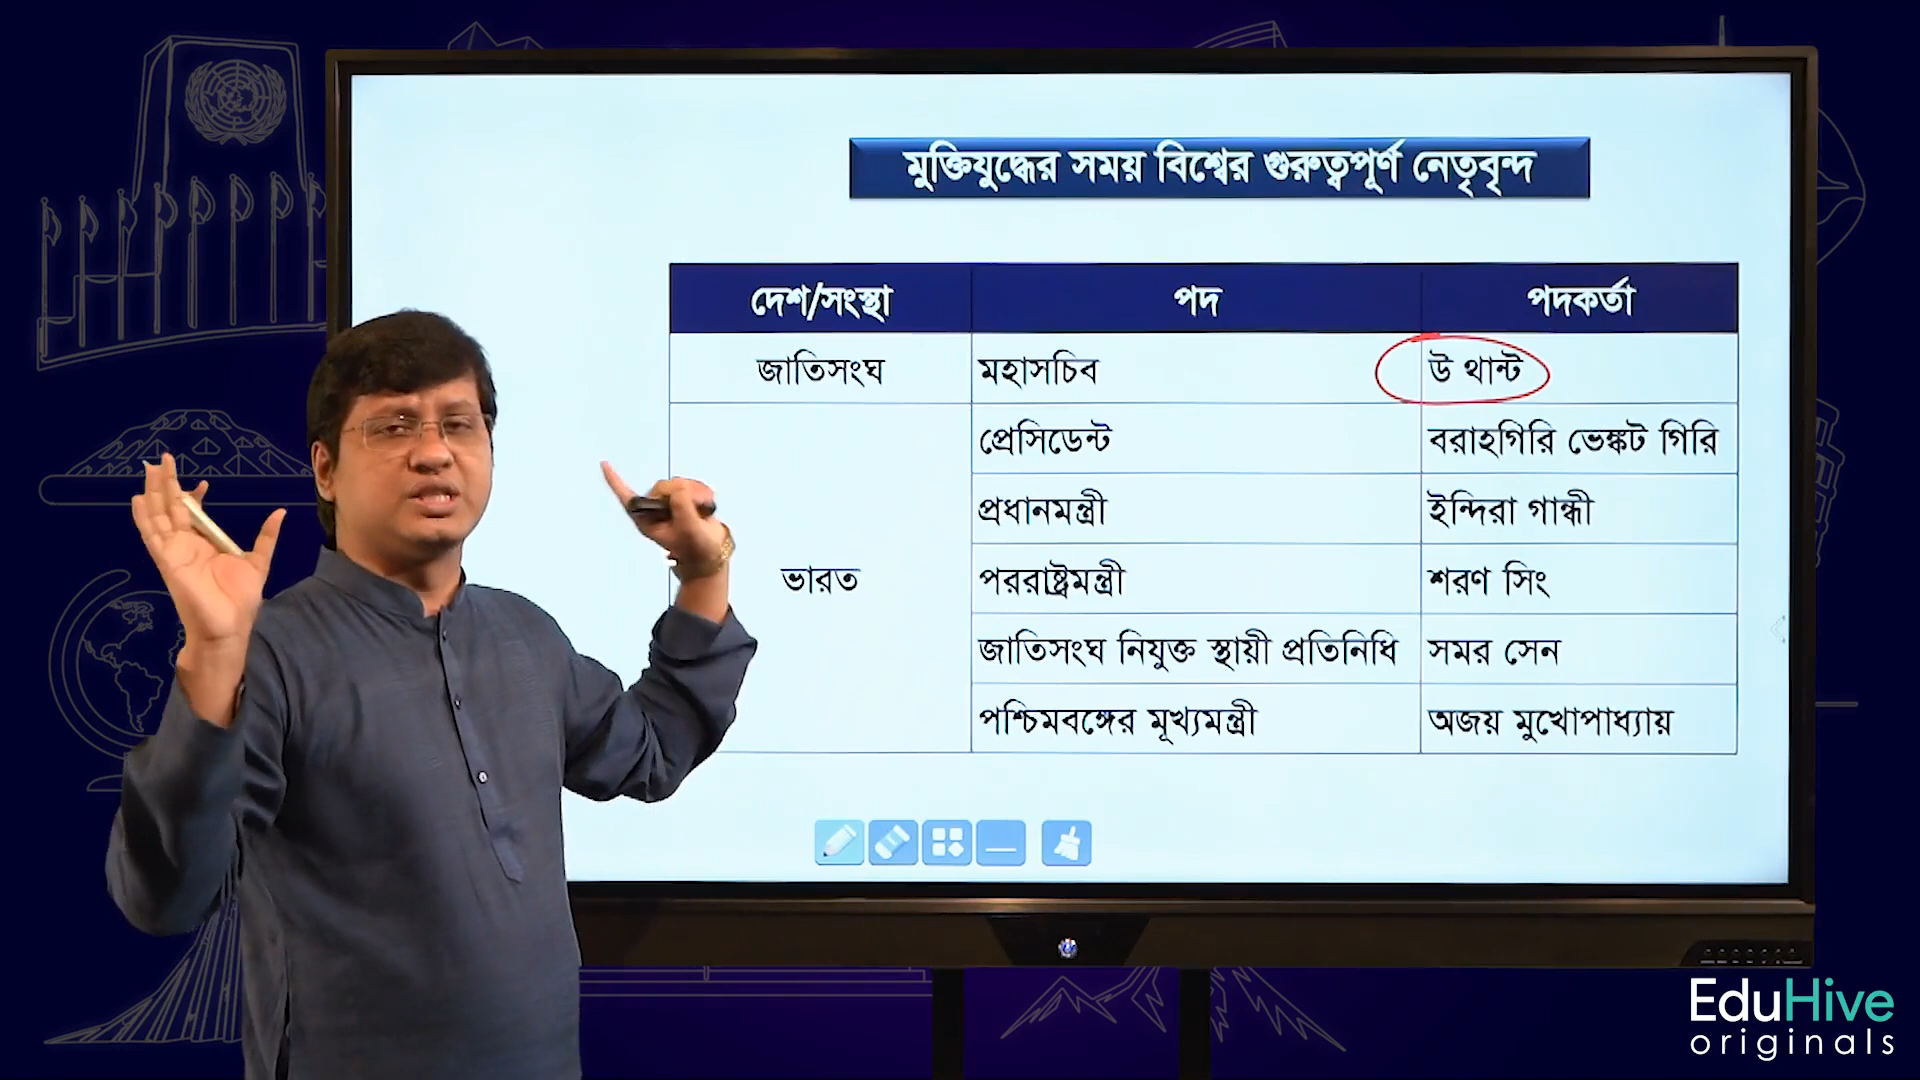 মুক্তিযুদ্ধের সময় বিশ্বের গুরুত্বপূর্ণ নেতৃবৃন্দ
দেশ/সংস্থা পদ পদকর্তা
জাতিসংঘ মহাসচিব উ থান্ট
ভারত
প্রেসিডেন্ট বরাহগিরি ভেঙ্কট গিরি
প্রধানমন্ত্রী ইন্দিরা গান্ধী
পররাষ্ট্রমন্ত্রী শরণ সিং
জাতিসংঘ নিযুক্ত স্থায়ী প্রতিনিধি সমর সেন
পশ্চিমবঙ্গের মূখ্যমন্ত্রী অজয় মুখোপাধ্যায়
EduHive
originals